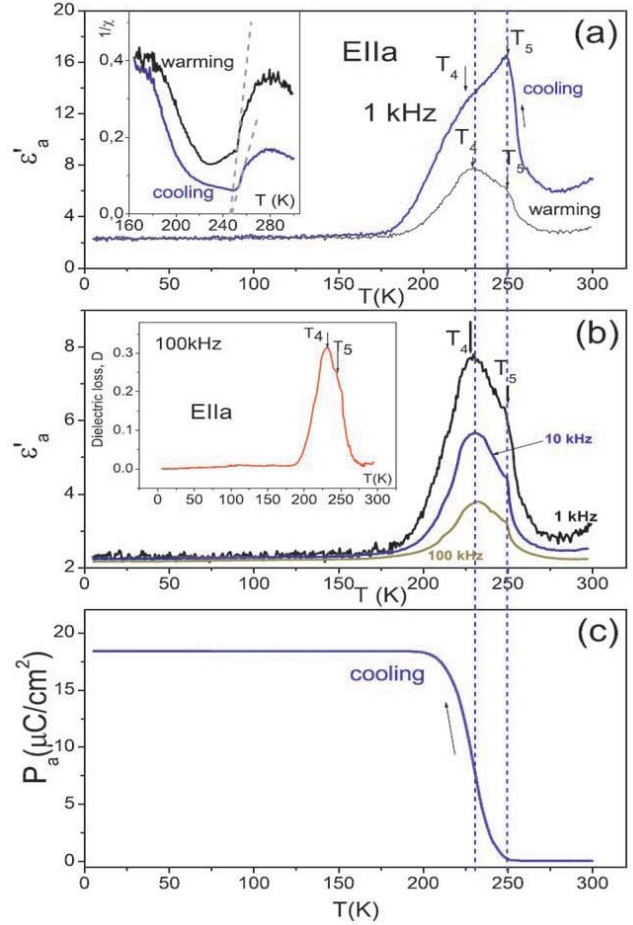 (a)
EIIa
1 kHz
T4
T5
cooling
T4
T5
warming
ε'a
20
16
12
8
4
0
0 50 100 150 200 250 300
T(K)
1/χ
0,4
0,2
0,0
warming
cooling
T (K)
160 200 240 280
(b)
T4
T5
10 kHz
1 kHz
100 kHz
ε'a
8
6
4
2
0 50 100 150 200 250 300
T(K)
100kHz
T4
T5
EIIa
Dielectric loss, D
0.3
0.2
0.1
0.0
T(K)
0 50 100 150 200 250 300
(c)
cooling
Pa(μC/cm²)
20
15
10
5
0
0 50 100 150 200 250 300
T(K)